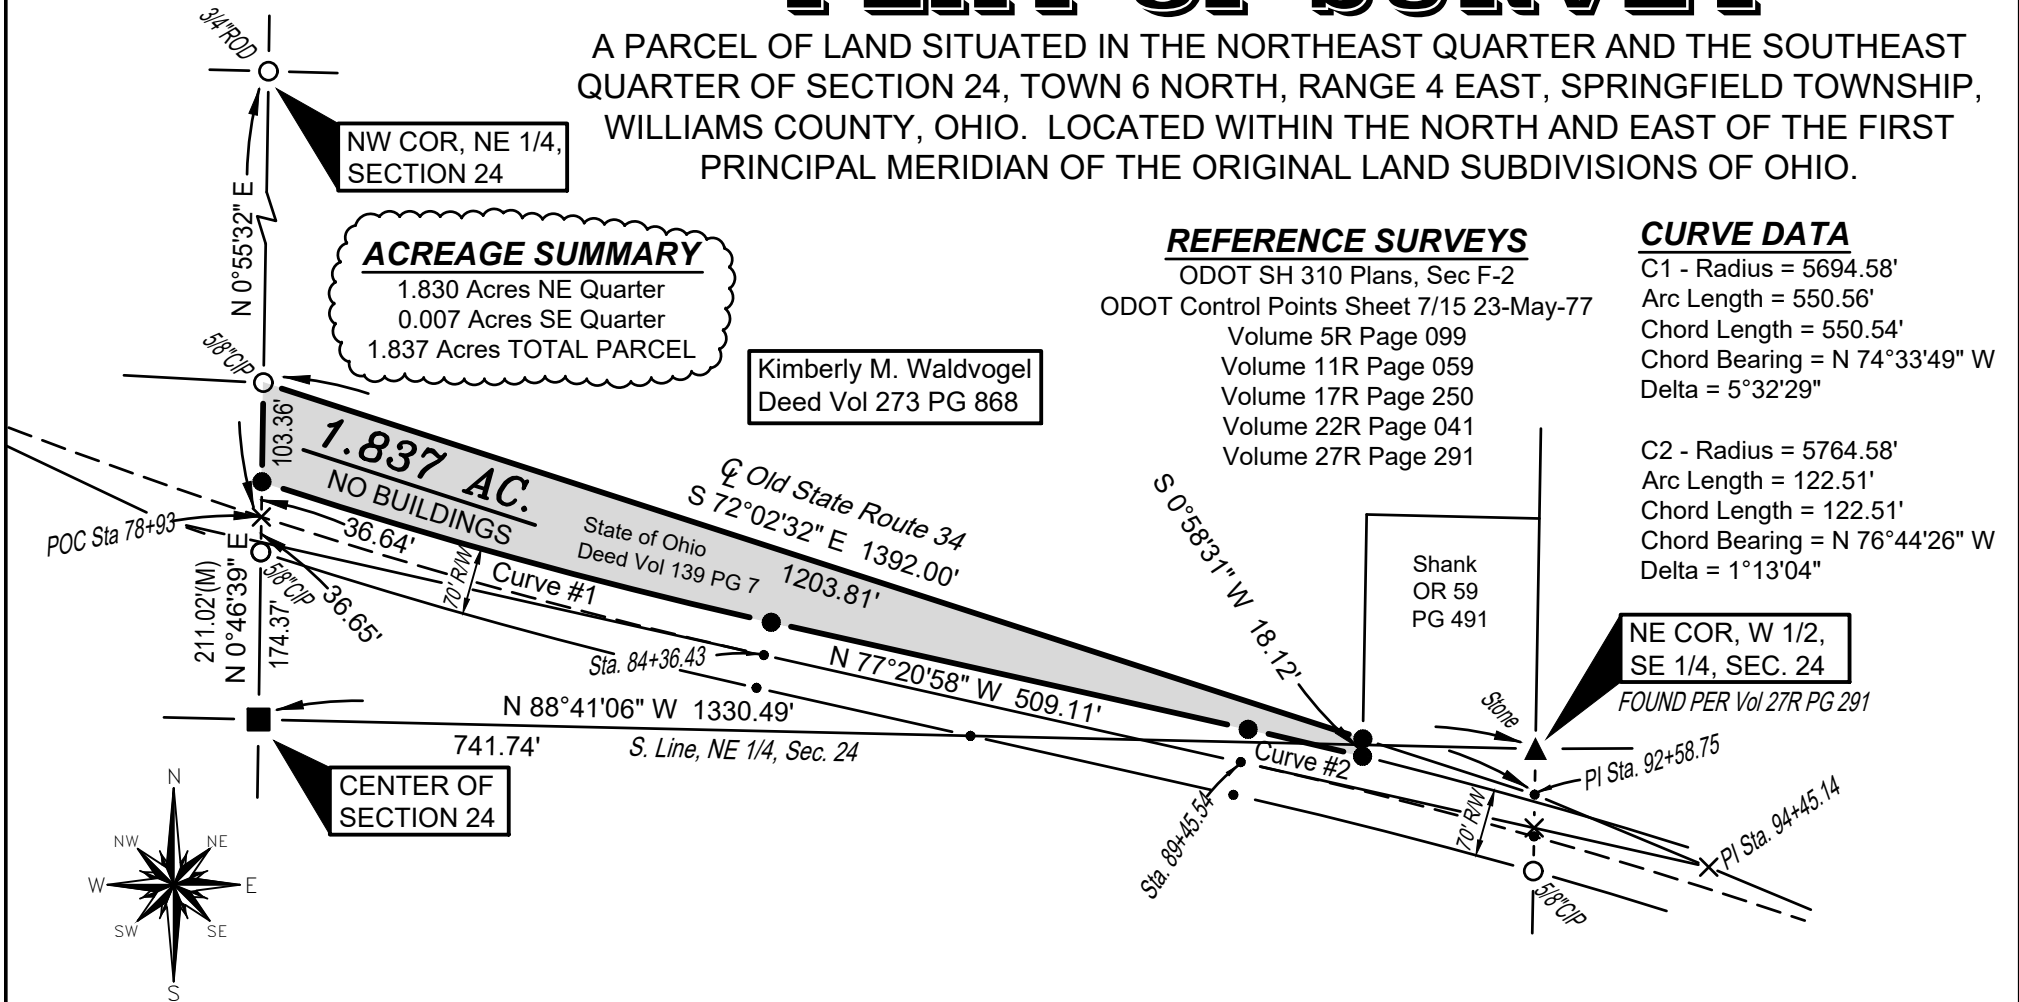 PLAT OF SURVEY
A PARCEL OF LAND SITUATED IN THE NORTHEAST QUARTER AND THE SOUTHEAST
QUARTER OF SECTION 24, TOWN 6 NORTH, RANGE 4 EAST, SPRINGFIELD TOWNSHIP,
WILLIAMS COUNTY, OHIO. LOCATED WITHIN THE NORTH AND EAST OF THE FIRST
PRINCIPAL MERIDIAN OF THE ORIGINAL LAND SUBDIVISIONS OF OHIO.
3/4"ROD
NW COR, NE 1/4,
SECTION 24
N 0°55'32" E
ACREAGE SUMMARY
1.830 Acres NE Quarter
0.007 Acres SE Quarter
1.837 Acres TOTAL PARCEL
Kimberly M. Waldvogel
Deed Vol 273 PG 868
REFERENCE SURVEYS
ODOT SH 310 Plans, Sec F-2
ODOT Control Points Sheet 7/15 23-May-77
Volume 5R Page 099
Volume 11R Page 059
Volume 17R Page 250
Volume 22R Page 041
Volume 27R Page 291
CURVE DATA
C1 - Radius = 5694.58'
Arc Length = 550.56'
Chord Length = 550.54'
Chord Bearing = N 74°33'49" W
Delta = 5°32'29"
C2 - Radius = 5764.58'
Arc Length = 122.51'
Chord Length = 122.51'
Chord Bearing = N 76°44'26" W
Delta = 1°13'04"
5/8"CIP
103.36'
1.837 AC.
NO BUILDINGS
State of Ohio
Deed Vol 139 PG 7
℄ Old State Route 34
S 72°02'32" E 1392.00'
1203.81'
S 0°58'31" W 18.12'
Shank
OR 59
PG 491
NE COR, W 1/2,
SE 1/4, SEC. 24
FOUND PER Vol 27R PG 291
Stone
POC Sta 78+93
36.64'
Curve #1
70' R/W
5/8"CIP
36.65'
211.02'(M)
N 0°46'39" E
174.37'
Sta. 84+36.43
N 77°20'58" W 509.11'
N 88°41'06" W 1330.49'
741.74'
S. Line, NE 1/4, Sec. 24
Curve #2
PI Sta. 92+58.75
CENTER OF
SECTION 24
Sta. 89+45.54
70' R/W
PI Sta. 94+45.14
5/8"CIP
N
NW
NE
W
E
SW
SE
S